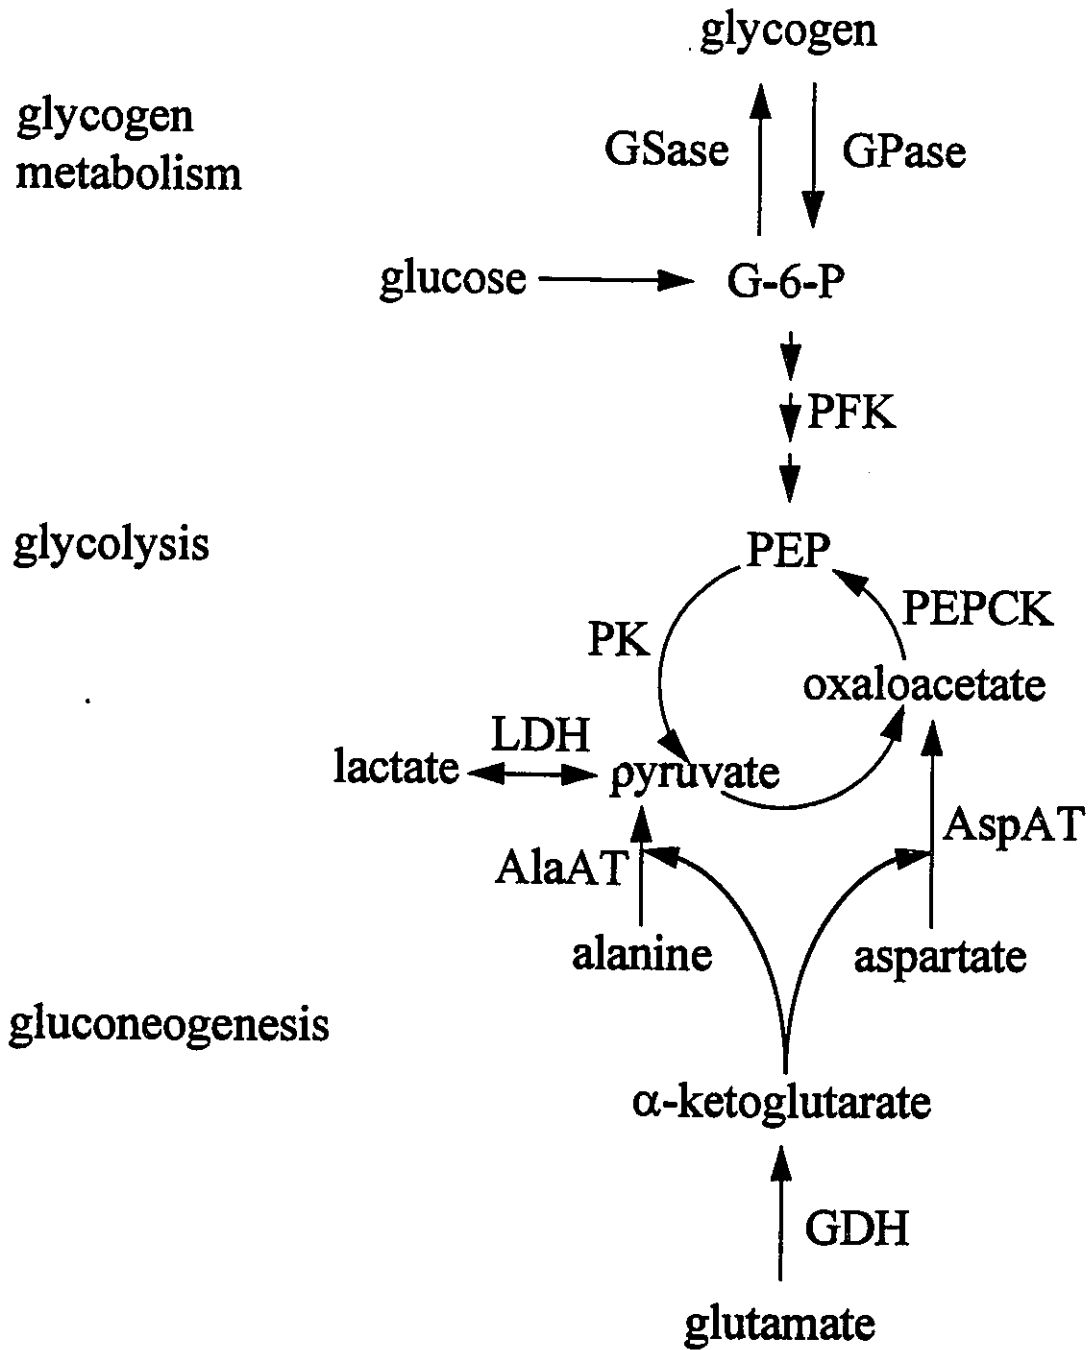 glycogen
glycogen
metabolism
GSase
GPase
glucose
G-6-P
PFK
glycolysis
PEP
PEPCK
PK
oxaloacetate
LDH
lactate
pyruvate
AspAT
AlaAT
alanine
aspartate
gluconeogenesis
α-ketoglutarate
GDH
glutamate